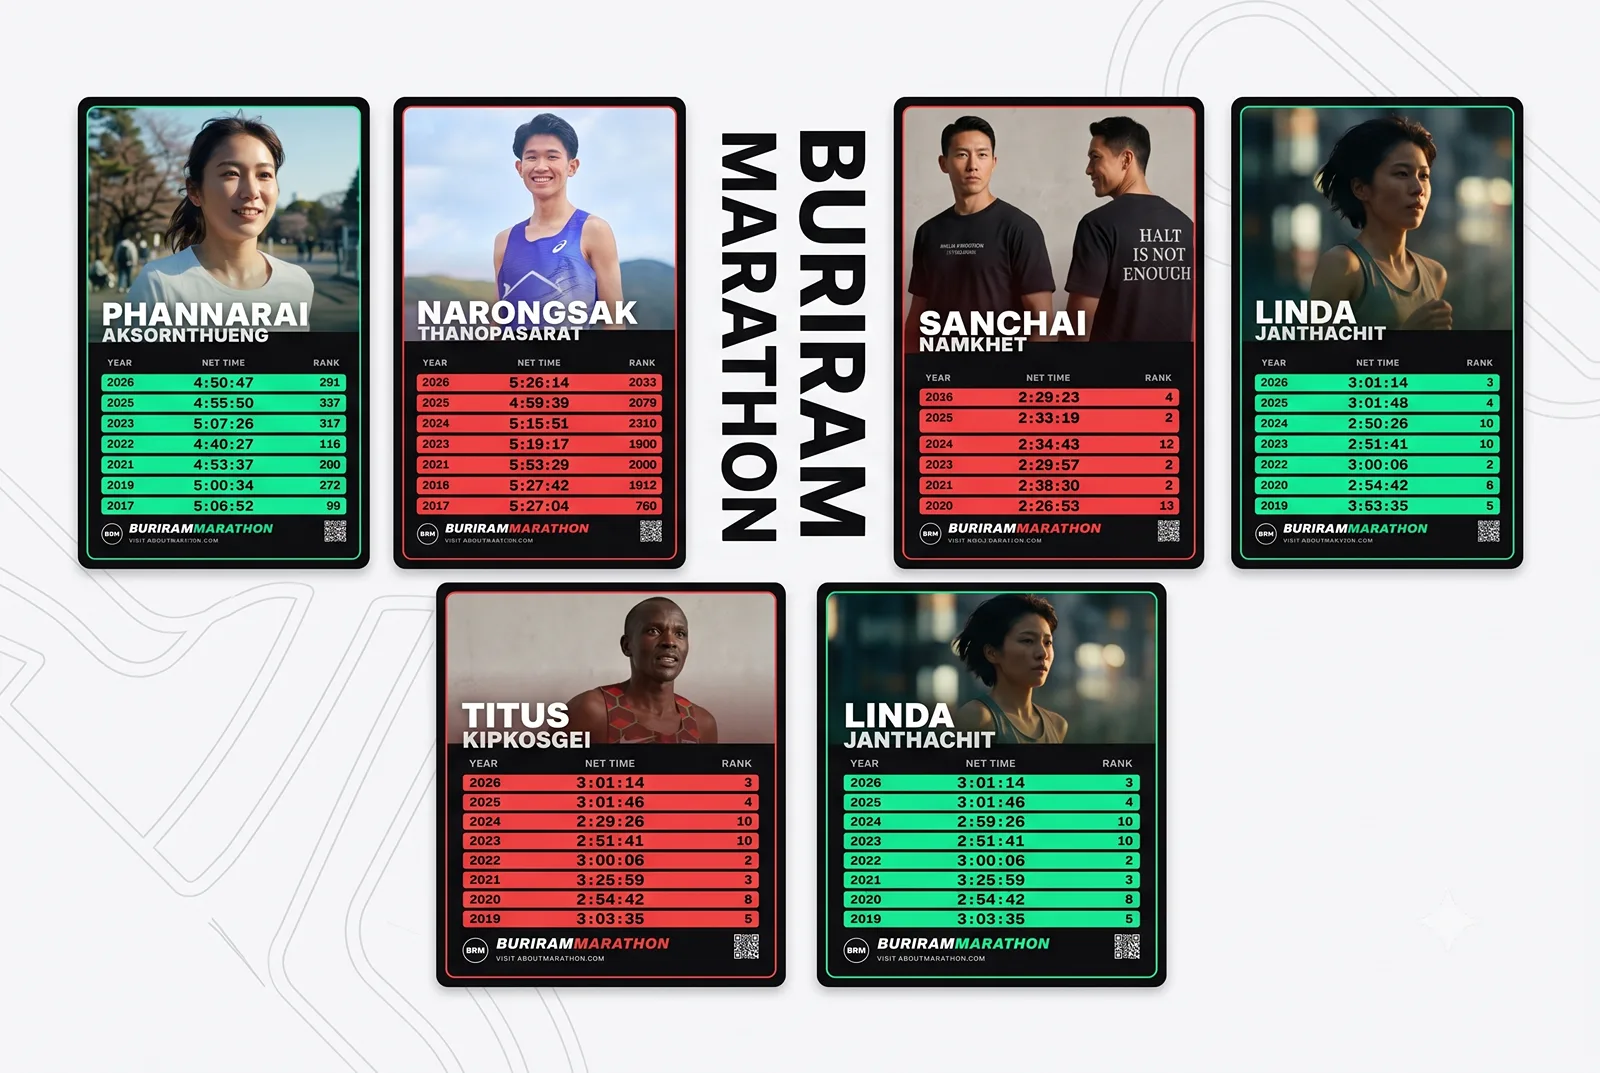 PHANNARAI
AKSORNTHUENG
YEAR NET TIME RANK
2026 4:50:47 291
2025 4:55:50 337
2023 5:07:26 317
2022 4:40:27 116
2021 4:53:37 200
2019 5:00:34 272
2017 5:06:52 99
BDM BURIRAMMARATHON
VISIT
NARONGSAK
THANOPASARAT
YEAR NET TIME RANK
2026 5:26:14 2033
2025 4:59:39 2079
2024 5:15:51 2310
2023 5:19:17 1900
2021 5:53:29 2000
2016 5:27:42 1912
2017 5:27:04 760
BRM BURIRAMMARATHON
VISIT
BURIRAM
MARATHON
HALT
IS NOT
ENOUGH
SANCHAI
NAMKHET
YEAR NET TIME RANK
2036 2:29:23 4
2025 2:33:19 2
2024 2:34:43 12
2023 2:29:57 2
2021 2:38:30 2
2020 2:26:53 13
BRM BURIRAMMARATHON
VISIT
LINDA
JANTHACHIT
YEAR NET TIME RANK
2026 3:01:14 3
2025 3:01:48 4
2024 2:50:26 10
2023 2:51:41 10
2022 3:00:06 2
2020 2:54:42 6
2019 3:53:35 5
BRM BURIRAMMARATHON
VISIT
TITUS
KIPKOSGEI
YEAR NET TIME RANK
2026 3:01:14 3
2025 3:01:46 4
2024 2:29:26 10
2023 2:51:41 10
2022 3:00:06 2
2021 3:25:59 3
2020 2:54:42 8
2019 3:03:35 5
BRM BURIRAMMARATHON
VISIT ABOUTMARATHON.COM
LINDA
JANTHACHIT
YEAR NET TIME RANK
2026 3:01:14 3
2025 3:01:46 4
2024 2:59:26 10
2023 2:51:41 10
2022 3:00:06 2
2021 3:25:59 3
2020 2:54:42 8
2019 3:03:35 5
BRM BURIRAMMARATHON
VISIT ABOUTMARATHON.COM